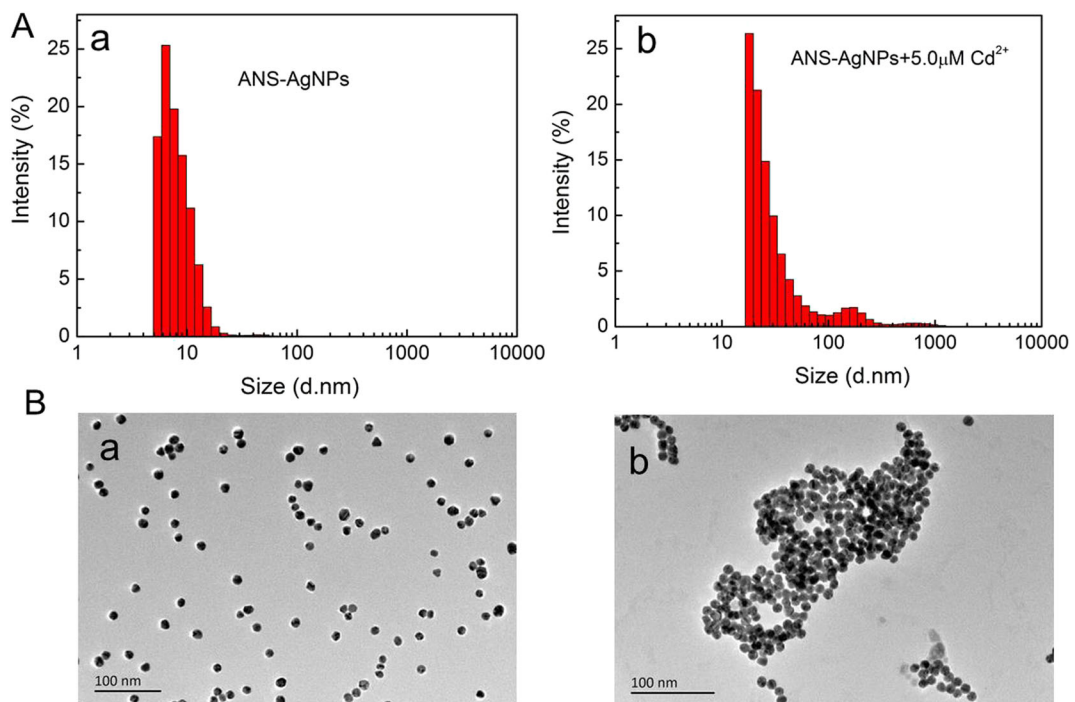 A
a
ANS-AgNPs
Intensity (%)
25
20
15
10
5
0
1
10
100
1000
10000
Size (d.nm)
b
ANS-AgNPs+5.0μM Cd²⁺
Intensity (%)
25
20
15
10
5
0
1
10
100
1000
10000
Size (d.nm)
B
a
100 nm
b
100 nm